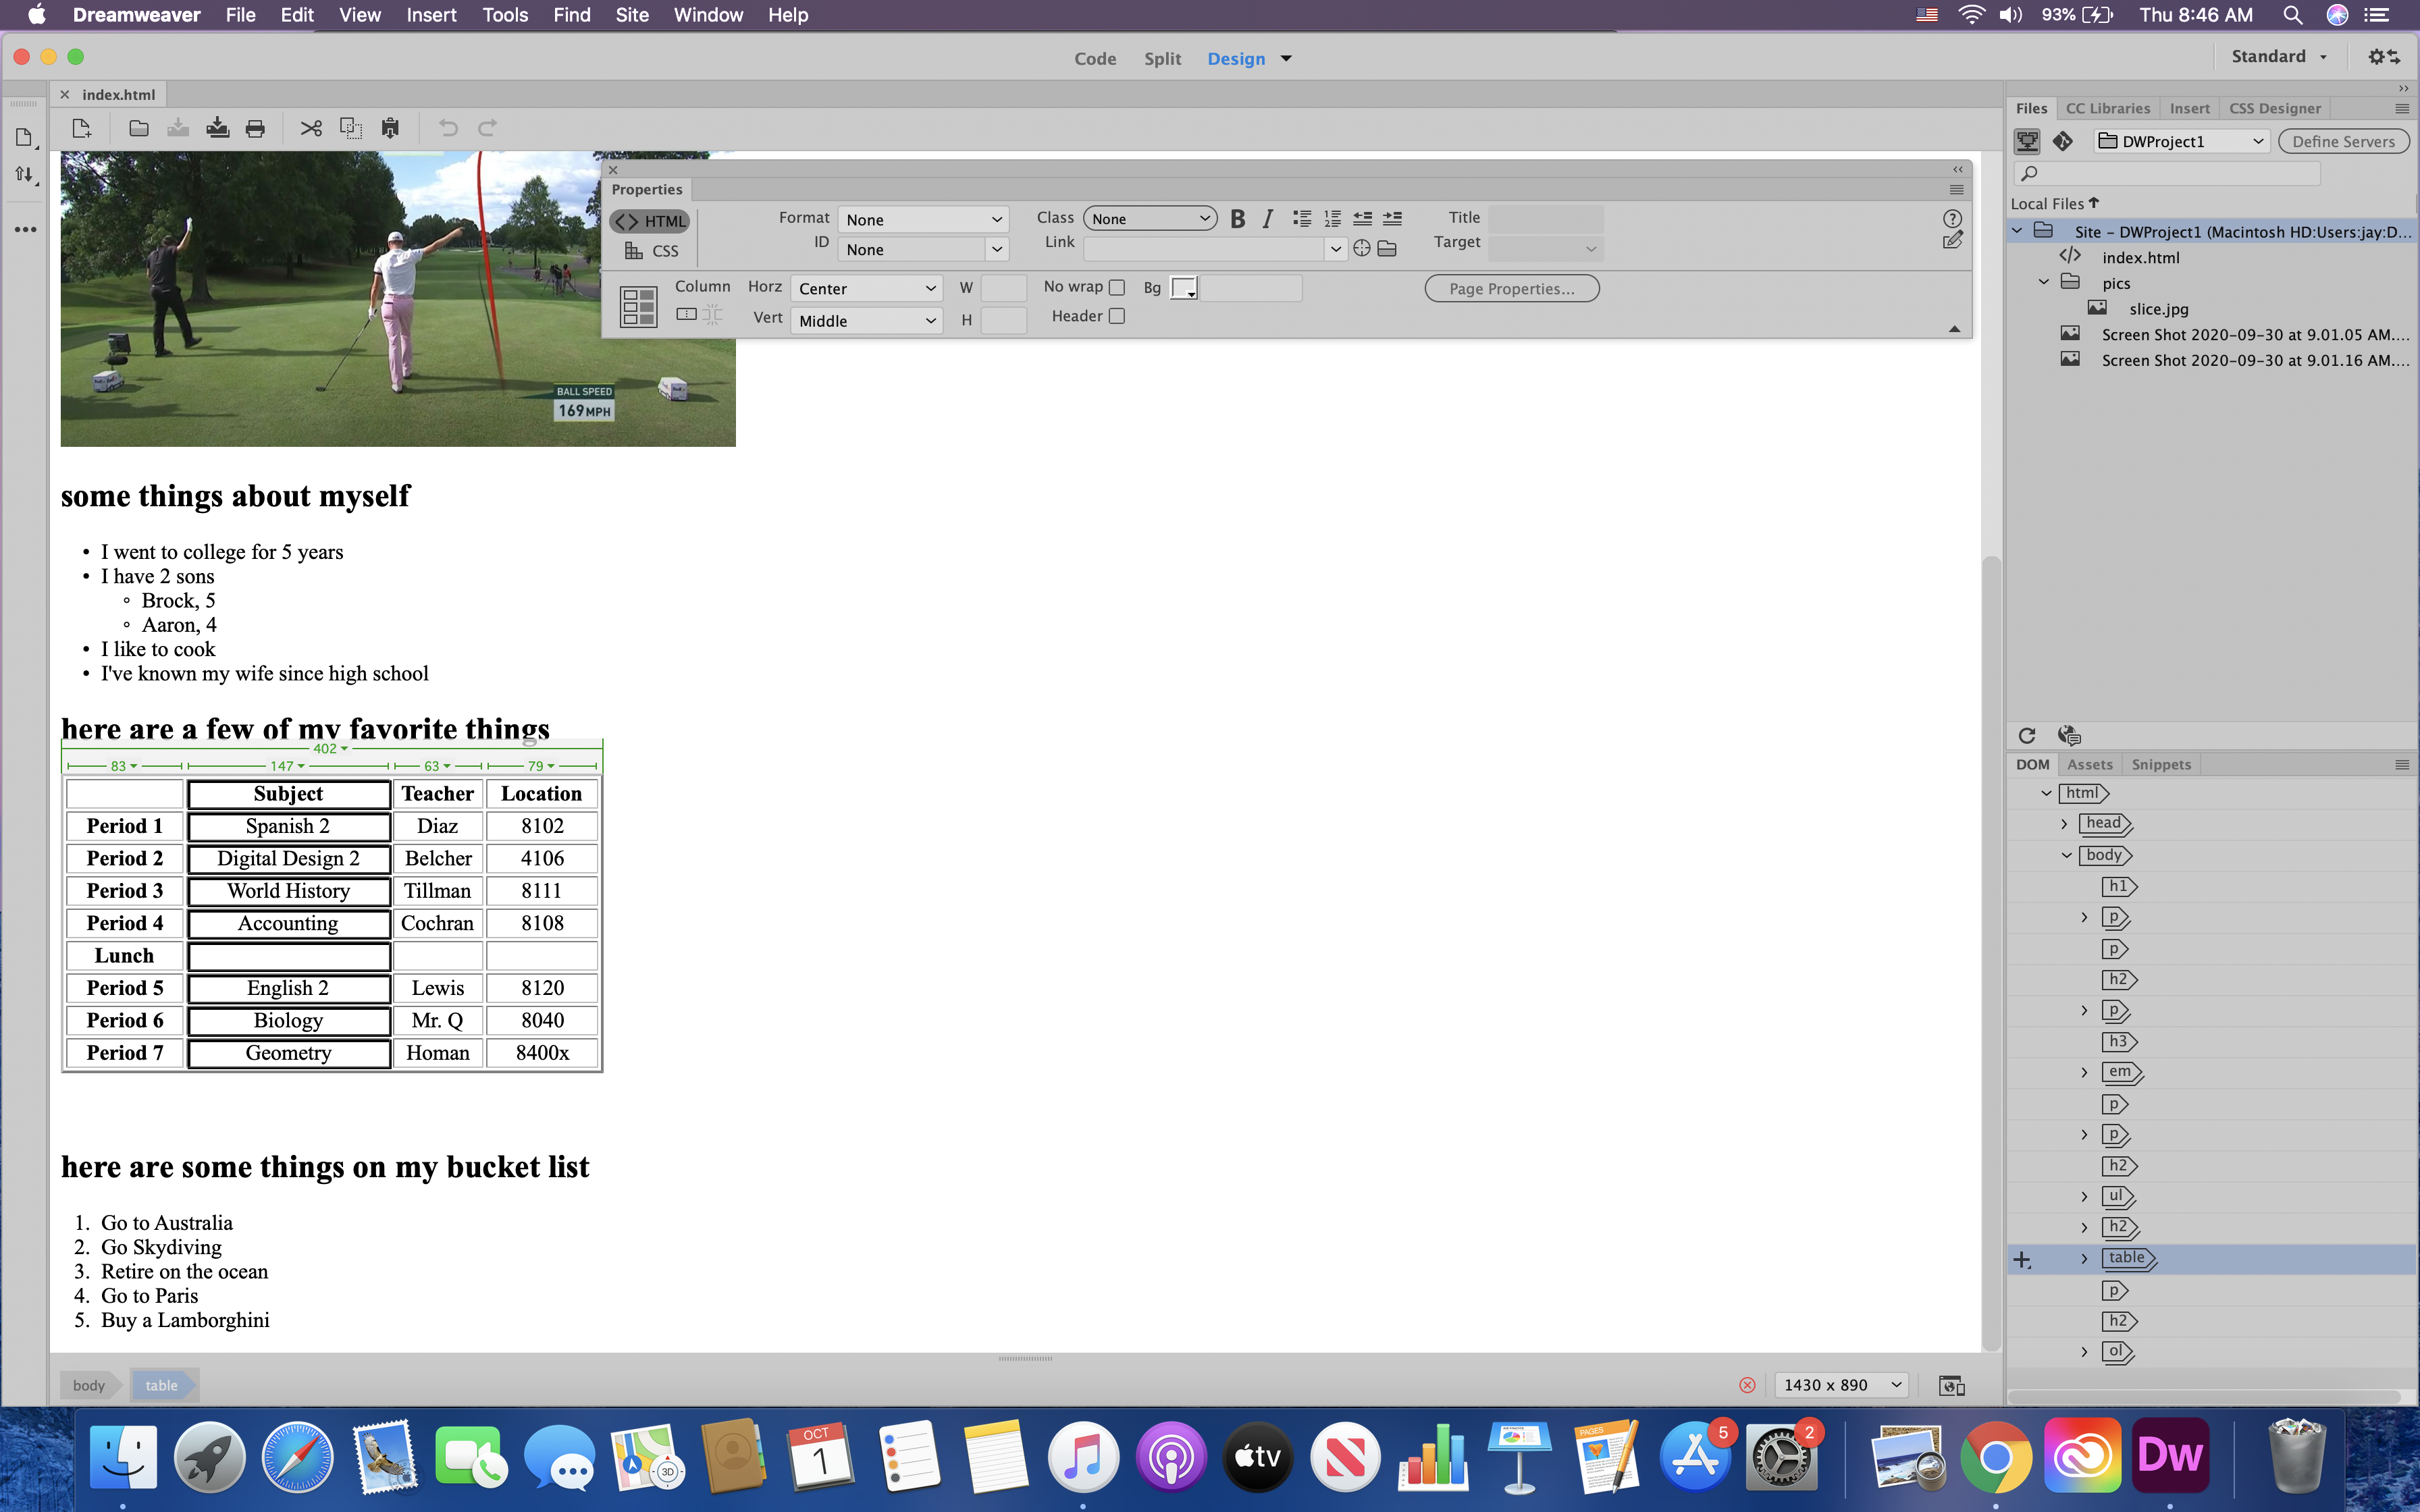 Dreamweaver File Edit View Insert Tools Find Site Window Help 93% Thu 8:46 AM
Code Split Design Standard
index.html
Files CC Libraries Insert CSS Designer
DWProject1 Define Servers
Local Files
Site – DWProject1 (Macintosh HD:Users:jay:D...
index.html
pics
slice.jpg
Screen Shot 2020-09-30 at 9.01.05 AM....
Screen Shot 2020-09-30 at 9.01.16 AM....
Properties
HTML Format None Class None B I Title
CSS ID None Link Target
Column Horz Center W No wrap Bg Page Properties...
Vert Middle H Header
BALL SPEED
169 MPH
some things about myself
• I went to college for 5 years
• I have 2 sons
◦ Brock, 5
◦ Aaron, 4
• I like to cook
• I've known my wife since high school
here are a few of my favorite things
402
83 147 63 79
Subject Teacher Location
Period 1 Spanish 2 Diaz 8102
Period 2 Digital Design 2 Belcher 4106
Period 3 World History Tillman 8111
Period 4 Accounting Cochran 8108
Lunch
Period 5 English 2 Lewis 8120
Period 6 Biology Mr. Q 8040
Period 7 Geometry Homan 8400x
here are some things on my bucket list
1. Go to Australia
2. Go Skydiving
3. Retire on the ocean
4. Go to Paris
5. Buy a Lamborghini
DOM Assets Snippets
html
head
body
h1
p
p
h2
p
h3
em
p
p
h2
ul
h2
table
p
h2
ol
body table 1430 x 890
3D
OCT
1
tv
PAGES
5
2
Dw